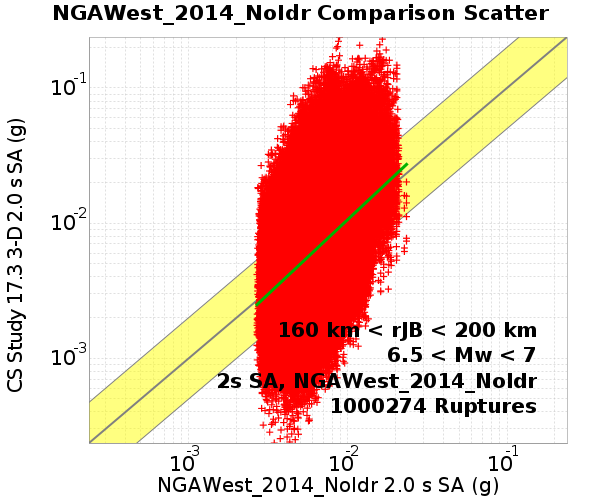 NGAWest_2014_NoIdr Comparison Scatter
CS Study 17.3 3-D 2.0 s SA (g)
10⁻¹
10⁻²
10⁻³
160 km < rJB < 200 km
6.5 < Mw < 7
2s SA, NGAWest_2014_NoIdr
1000274 Ruptures
10⁻³ 10⁻² 10⁻¹
NGAWest_2014_NoIdr 2.0 s SA (g)